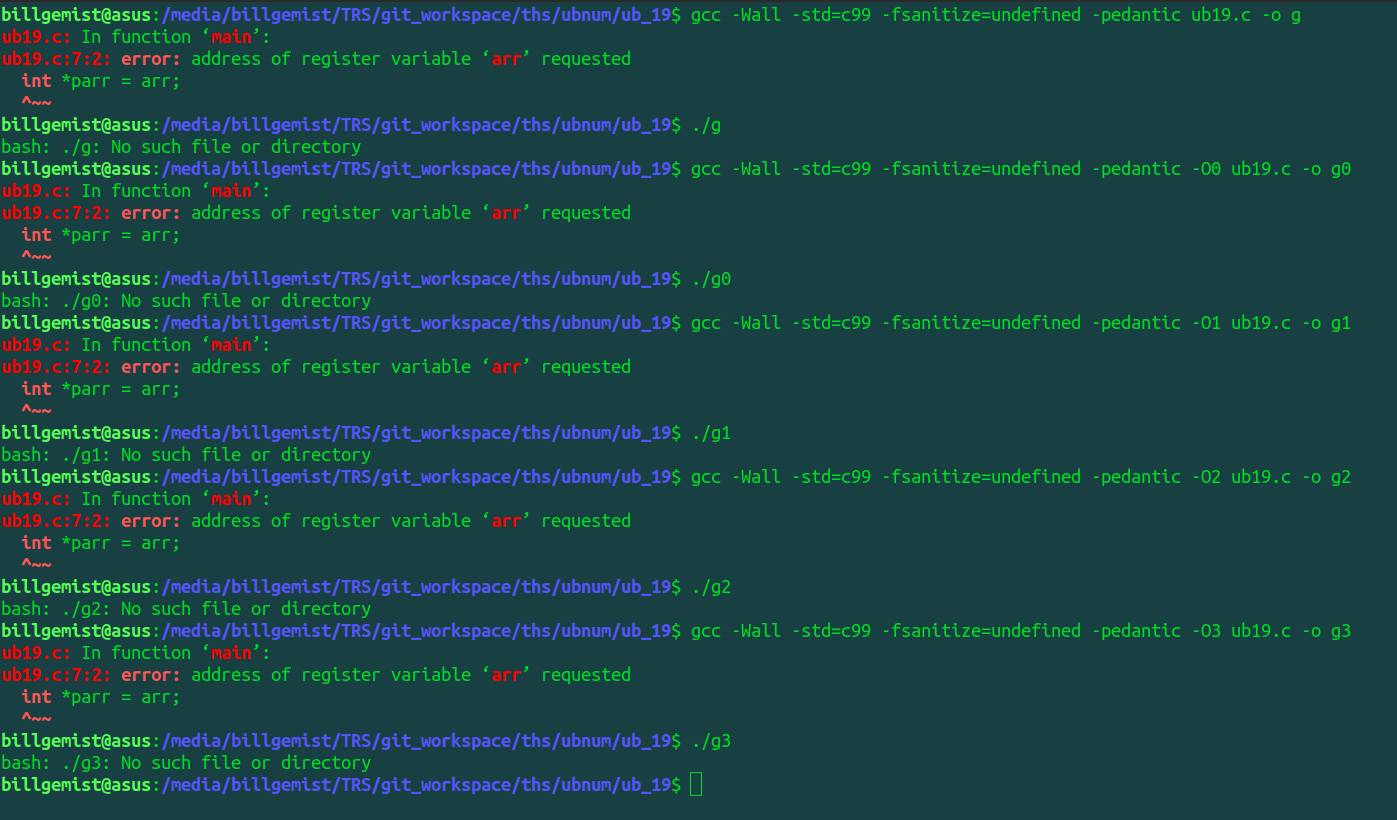 billgemist@asus:/media/billgemist/TRS/git_workspace/ths/ubnum/ub_19$ gcc -Wall -std=c99 -fsanitize=undefined -pedantic ub19.c -o g
ub19.c: In function ‘main’:
ub19.c:7:2: error: address of register variable ‘arr’ requested
  int *parr = arr;
  ^~~
billgemist@asus:/media/billgemist/TRS/git_workspace/ths/ubnum/ub_19$ ./g
bash: ./g: No such file or directory
billgemist@asus:/media/billgemist/TRS/git_workspace/ths/ubnum/ub_19$ gcc -Wall -std=c99 -fsanitize=undefined -pedantic -O0 ub19.c -o g0
ub19.c: In function ‘main’:
ub19.c:7:2: error: address of register variable ‘arr’ requested
  int *parr = arr;
  ^~~
billgemist@asus:/media/billgemist/TRS/git_workspace/ths/ubnum/ub_19$ ./g0
bash: ./g0: No such file or directory
billgemist@asus:/media/billgemist/TRS/git_workspace/ths/ubnum/ub_19$ gcc -Wall -std=c99 -fsanitize=undefined -pedantic -O1 ub19.c -o g1
ub19.c: In function ‘main’:
ub19.c:7:2: error: address of register variable ‘arr’ requested
  int *parr = arr;
  ^~~
billgemist@asus:/media/billgemist/TRS/git_workspace/ths/ubnum/ub_19$ ./g1
bash: ./g1: No such file or directory
billgemist@asus:/media/billgemist/TRS/git_workspace/ths/ubnum/ub_19$ gcc -Wall -std=c99 -fsanitize=undefined -pedantic -O2 ub19.c -o g2
ub19.c: In function ‘main’:
ub19.c:7:2: error: address of register variable ‘arr’ requested
  int *parr = arr;
  ^~~
billgemist@asus:/media/billgemist/TRS/git_workspace/ths/ubnum/ub_19$ ./g2
bash: ./g2: No such file or directory
billgemist@asus:/media/billgemist/TRS/git_workspace/ths/ubnum/ub_19$ gcc -Wall -std=c99 -fsanitize=undefined -pedantic -O3 ub19.c -o g3
ub19.c: In function ‘main’:
ub19.c:7:2: error: address of register variable ‘arr’ requested
  int *parr = arr;
  ^~~
billgemist@asus:/media/billgemist/TRS/git_workspace/ths/ubnum/ub_19$ ./g3
bash: ./g3: No such file or directory
billgemist@asus:/media/billgemist/TRS/git_workspace/ths/ubnum/ub_19$